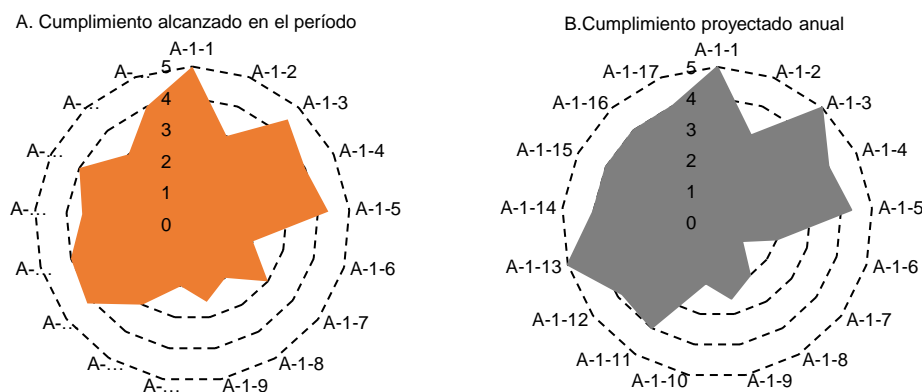 A. Cumplimiento alcanzado en el período
A-1-1
A-1-2
A-1-3
A-1-4
A-1-5
A-1-6
A-1-7
A-1-8
A-1-9
A-...
A-...
A-..
A-...
A-...
A-...
A-...
A-...
5
4
3
2
1
0
B.Cumplimiento proyectado anual
A-1-1
A-1-2
A-1-3
A-1-4
A-1-5
A-1-6
A-1-7
A-1-8
A-1-9
A-1-10
A-1-11
A-1-12
A-1-13
A-1-14
A-1-15
A-1-16
A-1-17
5
4
3
2
1
0